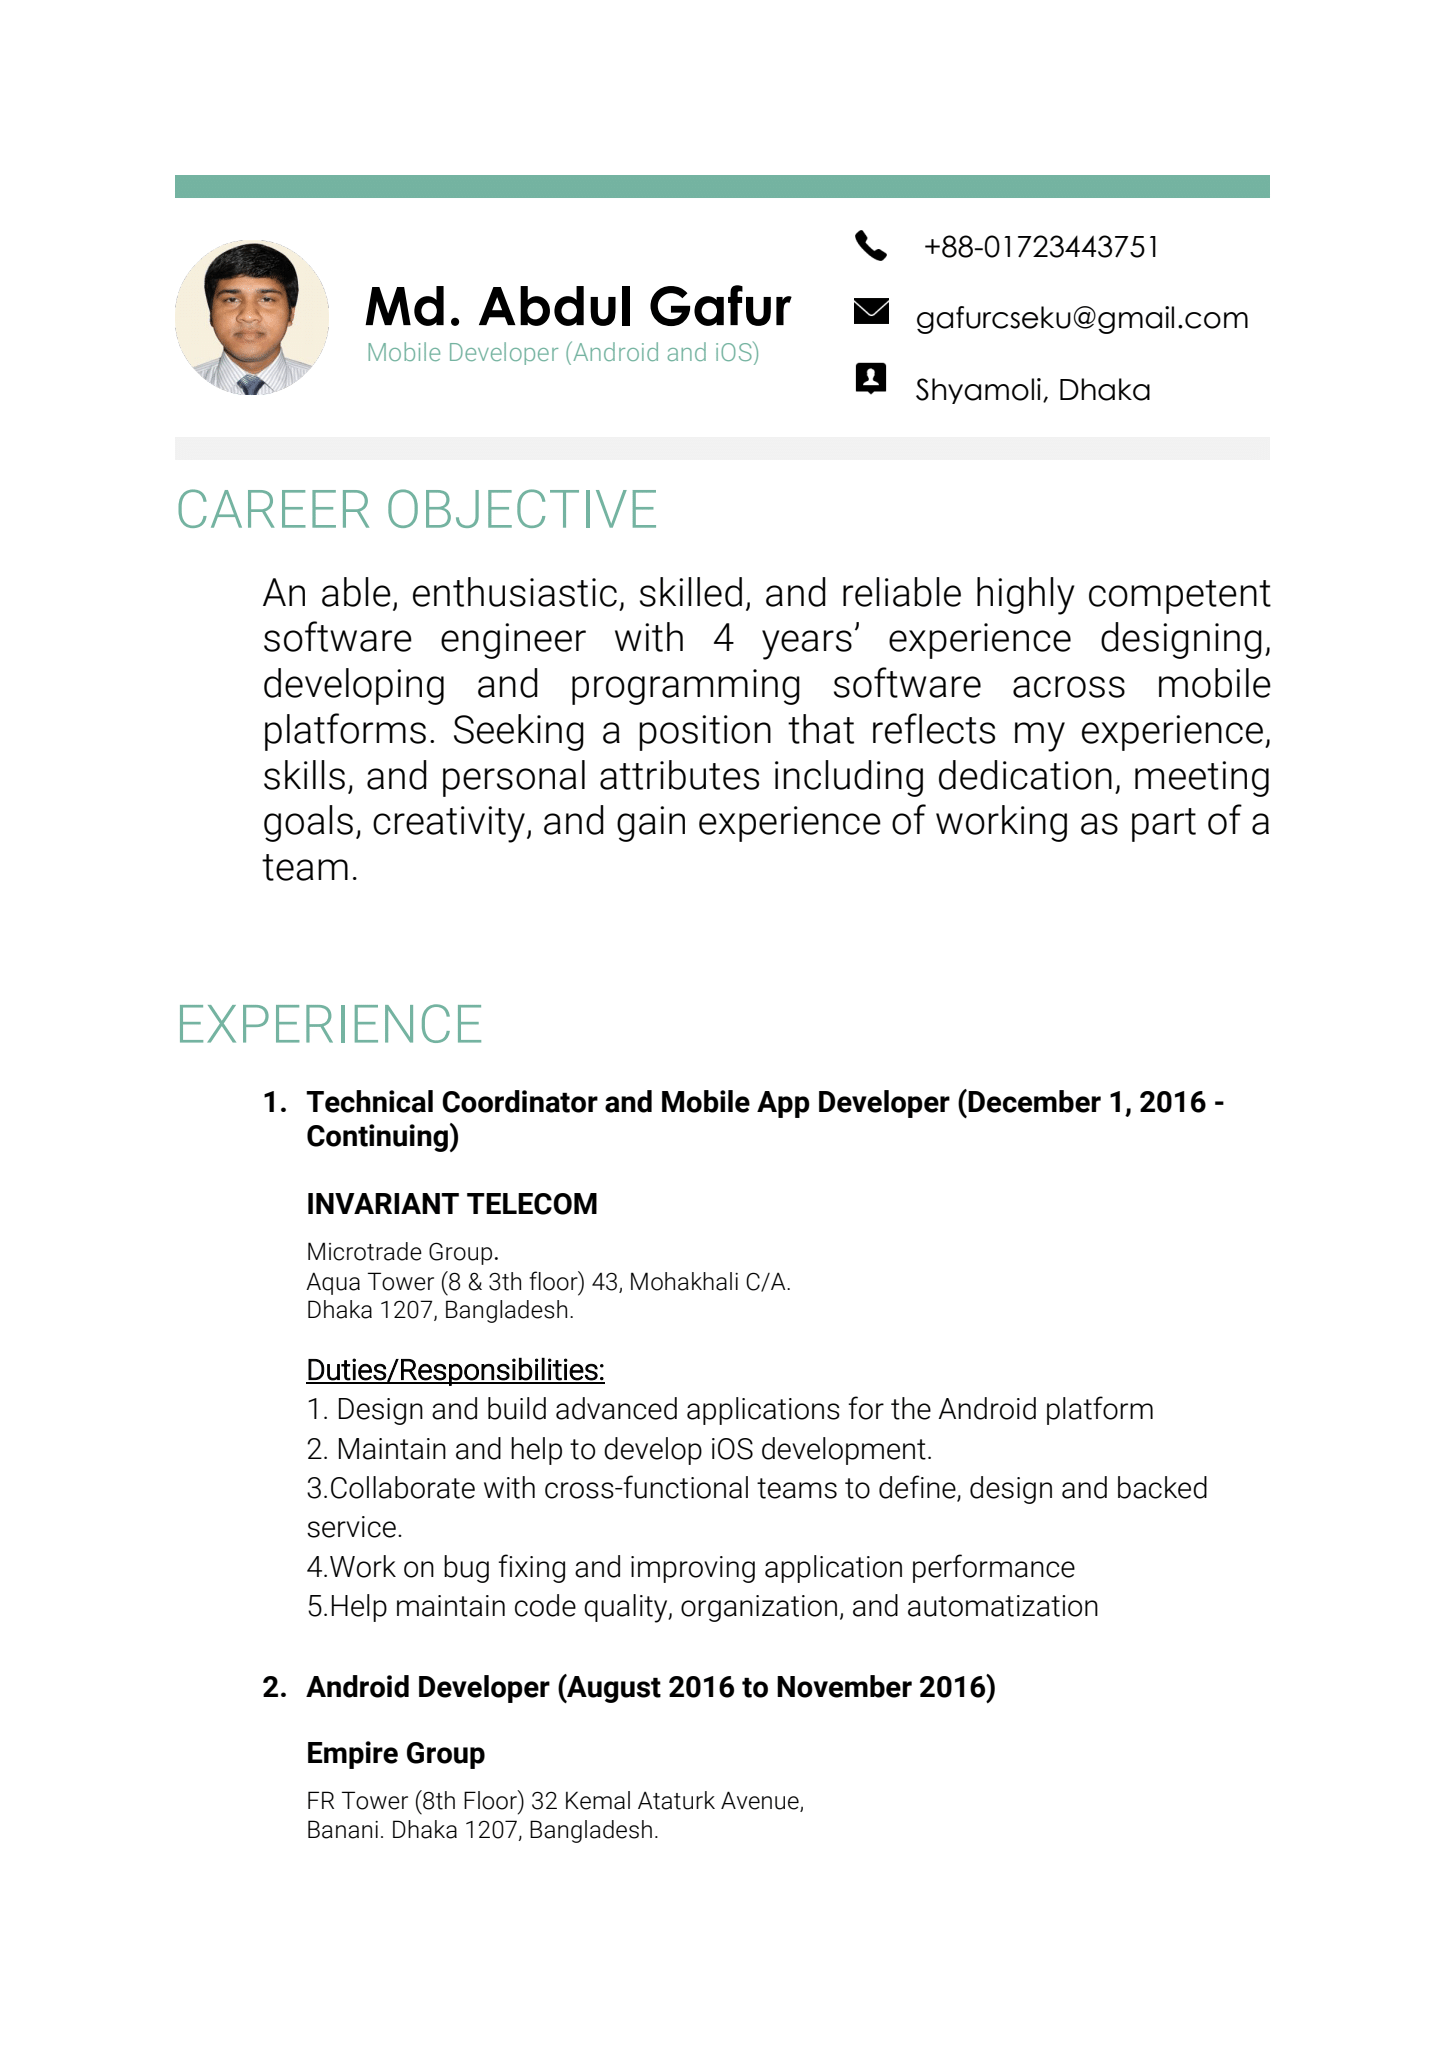 Md. Abdul Gafur
Mobile Developer (Android and iOS)
+88-01723443751
gafurcseku@gmail.com
Shyamoli, Dhaka
CAREER OBJECTIVE
An able, enthusiastic, skilled, and reliable highly competent
software engineer with 4 years’ experience designing,
developing and programming software across mobile
platforms. Seeking a position that reflects my experience,
skills, and personal attributes including dedication, meeting
goals, creativity, and gain experience of working as part of a
team.
EXPERIENCE
1. Technical Coordinator and Mobile App Developer (December 1, 2016 -
Continuing)
INVARIANT TELECOM
Microtrade Group.
Aqua Tower (8 & 3th floor) 43, Mohakhali C/A.
Dhaka 1207, Bangladesh.
Duties/Responsibilities:
1. Design and build advanced applications for the Android platform
2. Maintain and help to develop iOS development.
3.Collaborate with cross-functional teams to define, design and backed
service.
4.Work on bug fixing and improving application performance
5.Help maintain code quality, organization, and automatization
2. Android Developer (August 2016 to November 2016)
Empire Group
FR Tower (8th Floor) 32 Kemal Ataturk Avenue,
Banani. Dhaka 1207, Bangladesh.